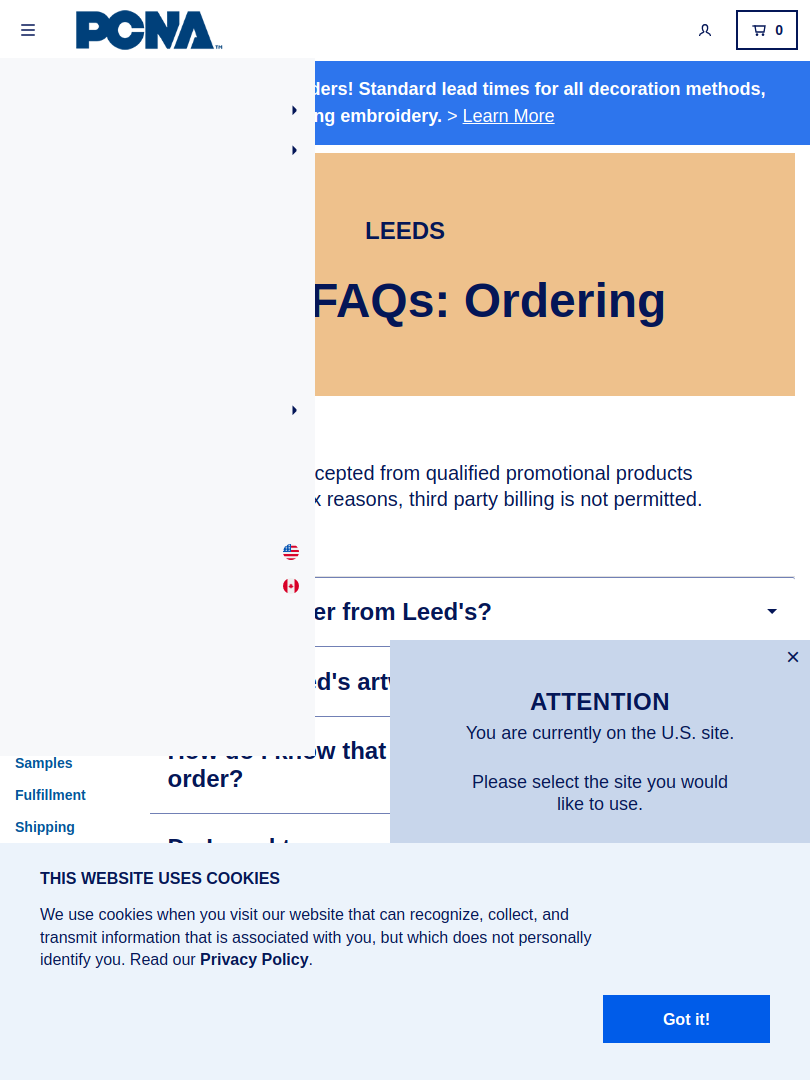 PCNA™
0
ders! Standard lead times for all decoration methods,
ng embroidery. > Learn More
LEEDS
FAQs: Ordering
cepted from qualified promotional products
x reasons, third party billing is not permitted.
er from Leed's?
ed's artw
How do I know that
order?
Samples
Fulfillment
Shipping
ATTENTION
You are currently on the U.S. site.
Please select the site you would
like to use.
THIS WEBSITE USES COOKIES
We use cookies when you visit our website that can recognize, collect, and
transmit information that is associated with you, but which does not personally
identify you. Read our Privacy Policy.
Got it!